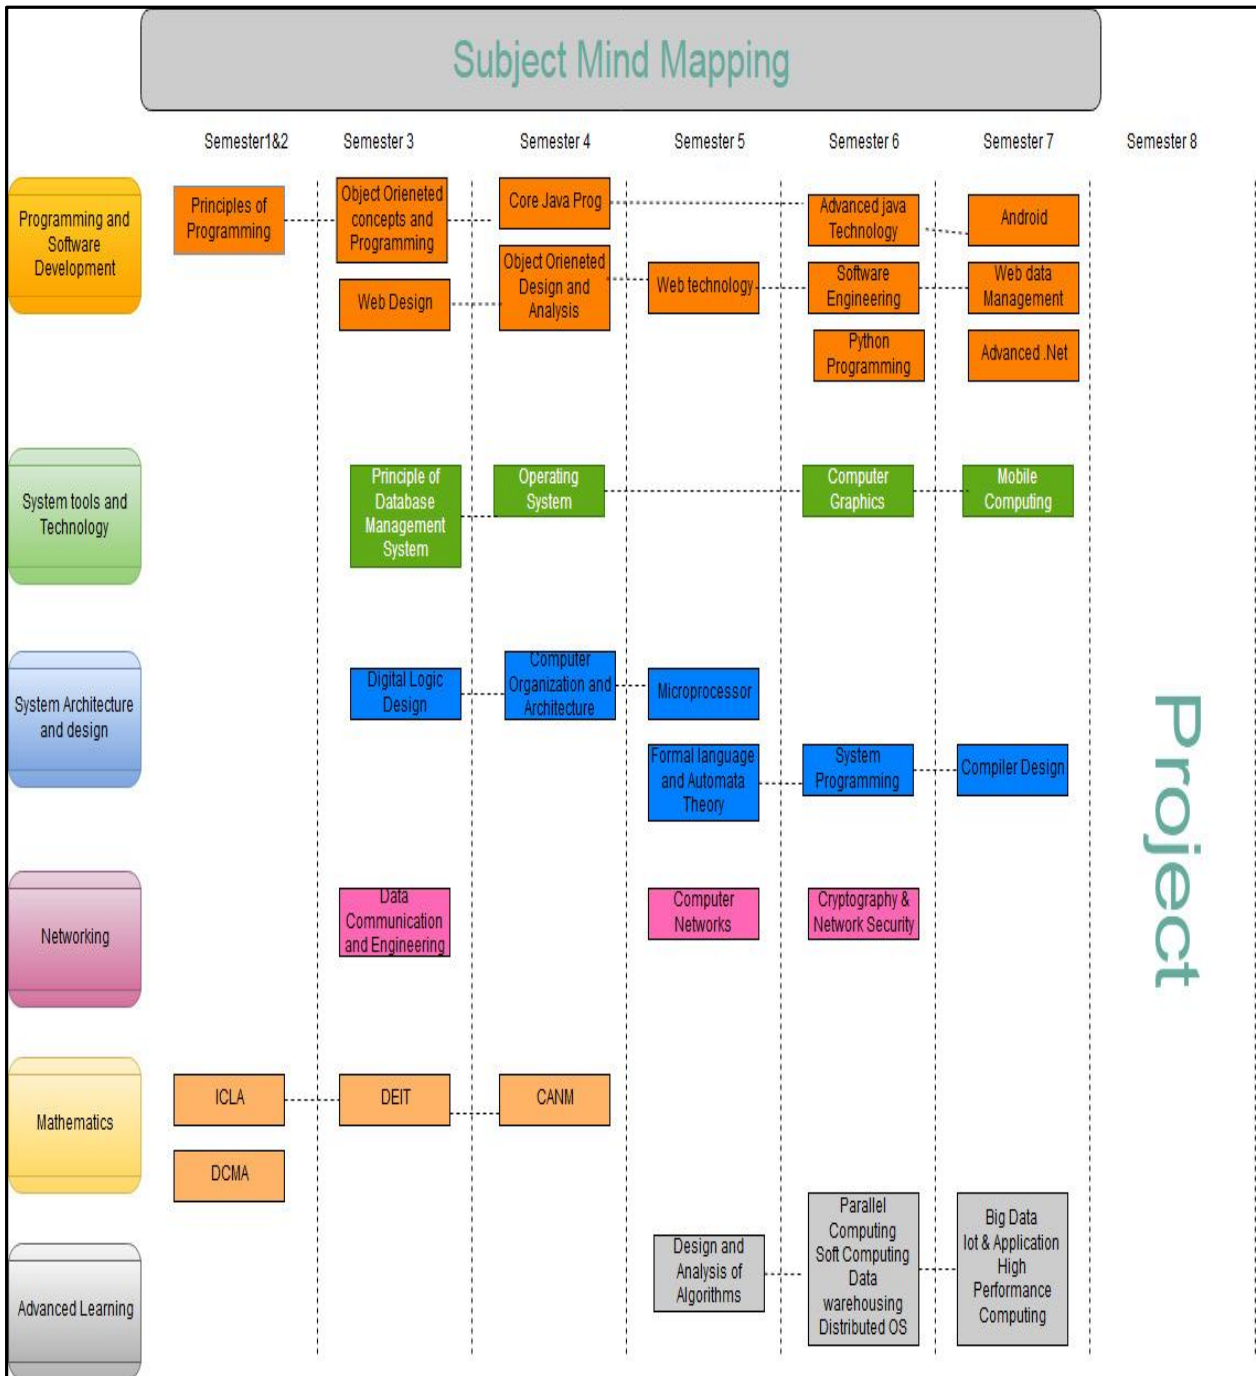 Subject Mind Mapping
Semester1&2
Semester 3
Semester 4
Semester 5
Semester 6
Semester 7
Semester 8
Programming and
Software
Development
Principles of
Programming
Object Orieneted
concepts and
Programming
Core Java Prog
Advanced java
Technology
Android
Web Design
Object Orieneted
Design and
Analysis
Web technology
Software
Engineering
Web data
Management
Python
Programming
Advanced .Net
System tools and
Technology
Principle of
Database
Management
System
Operating
System
Computer
Graphics
Mobile
Computing
System Architecture
and design
Digital Logic
Design
Computer
Organization and
Architecture
Microprocessor
Formal language
and Automata
Theory
System
Programming
Compiler Design
Project
Networking
Data
Communication
and Engineering
Computer
Networks
Cryptography &
Network Security
Mathematics
ICLA
DEIT
CANM
DCMA
Advanced Learning
Design and
Analysis of
Algorithms
Parallel
Computing
Soft Computing
Data
warehousing
Distributed OS
Big Data
Iot & Application
High
Performance
Computing